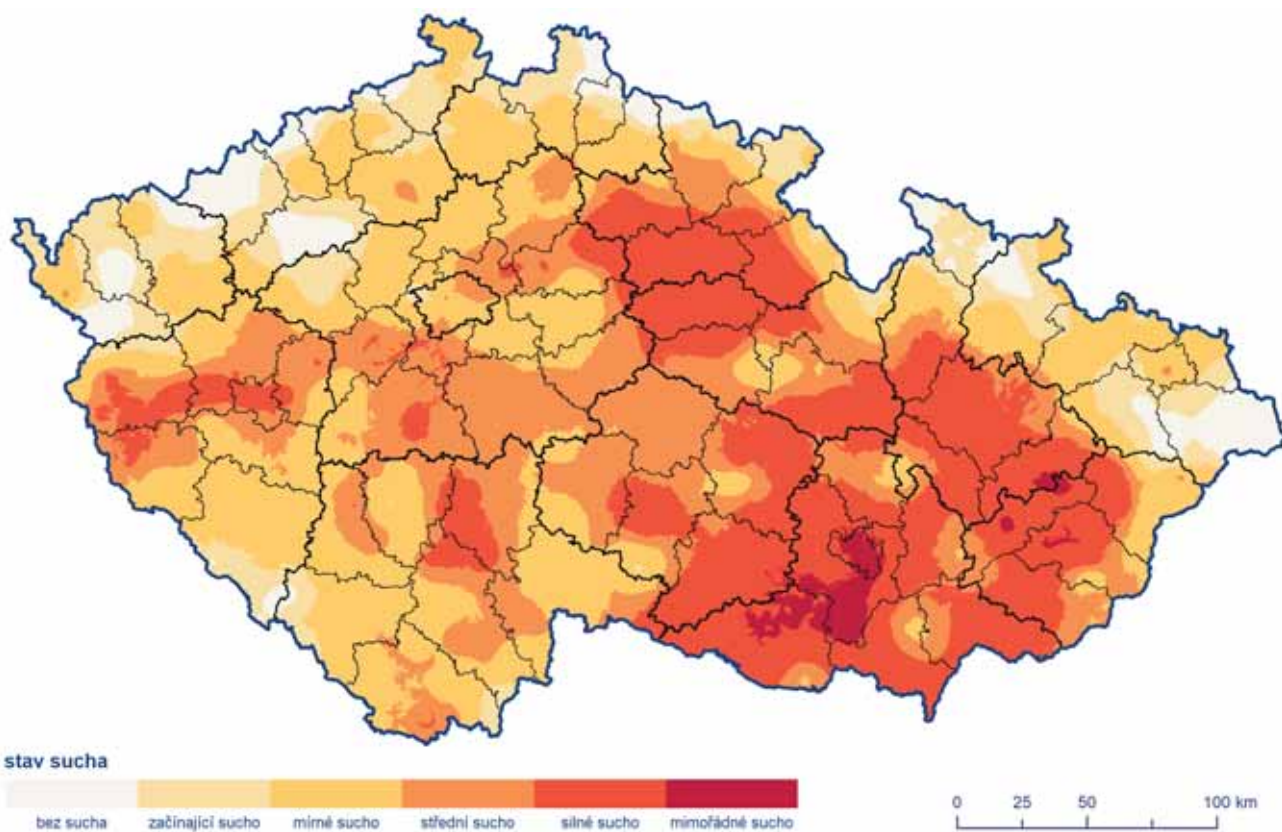 stav sucha
bez sucha začínající sucho mírné sucho střední sucho silné sucho mimořádné sucho
0 25 50 100 km